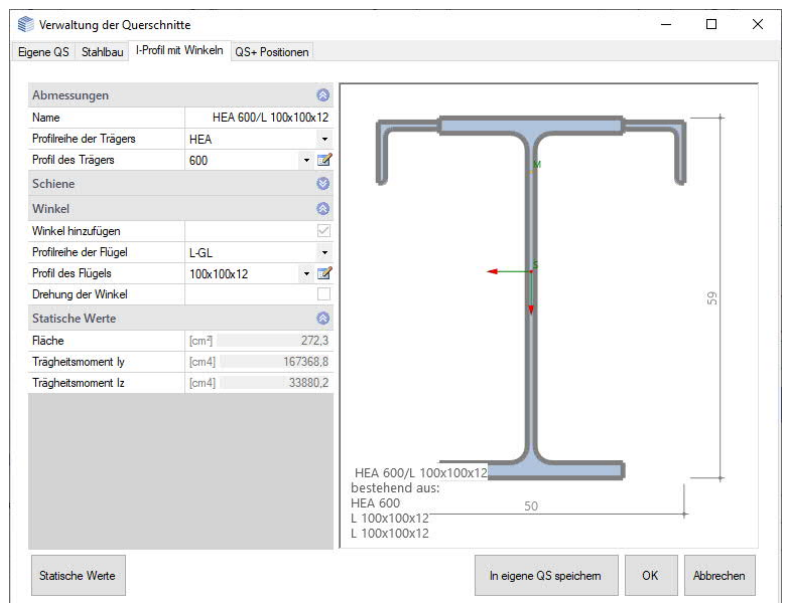 Verwaltung der Querschnitte
Eigene QS Stahlbau I-Profil mit Winkeln QS+ Positionen
Abmessungen
Name HEA 600/L 100x100x12
Profilreihe der Trägers HEA
Profil des Trägers 600
Schiene
Winkel
Winkel hinzufügen
Profilreihe der Flügel L-GL
Profil des Flügels 100x100x12
Drehung der Winkel
Statische Werte
Fläche [cm²] 272,3
Trägheitsmoment Iy [cm4] 167368,8
Trägheitsmoment Iz [cm4] 33880,2
M
S
59
HEA 600/L 100x100x12
bestehend aus:
HEA 600
L 100x100x12
L 100x100x12
50
Statische Werte In eigene QS speichern OK Abbrechen